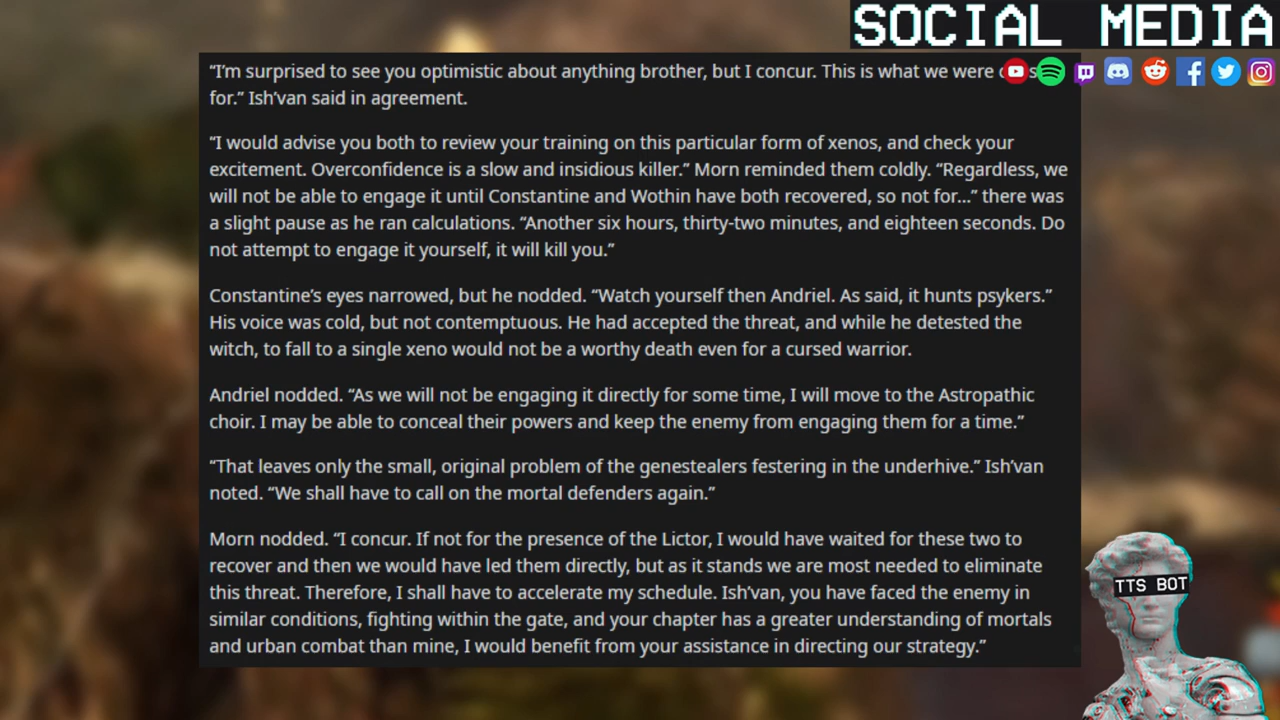 SOCIAL MEDIA
“I’m surprised to see you optimistic about anything brother, but I concur. This is what we were
for.” Ish’van said in agreement.
“I would advise you both to review your training on this particular form of xenos, and check your
excitement. Overconfidence is a slow and insidious killer.” Morn reminded them coldly. “Regardless, we
will not be able to engage it until Constantine and Wothin have both recovered, so not for…” there was
a slight pause as he ran calculations. “Another six hours, thirty-two minutes, and eighteen seconds. Do
not attempt to engage it yourself, it will kill you.”
Constantine’s eyes narrowed, but he nodded. “Watch yourself then Andriel. As said, it hunts psykers.”
His voice was cold, but not contemptuous. He had accepted the threat, and while he detested the
witch, to fall to a single xeno would not be a worthy death even for a cursed warrior.
Andriel nodded. “As we will not be engaging it directly for some time, I will move to the Astropathic
choir. I may be able to conceal their powers and keep the enemy from engaging them for a time.”
“That leaves only the small, original problem of the genestealers festering in the underhive.” Ish’van
noted. “We shall have to call on the mortal defenders again.”
Morn nodded. “I concur. If not for the presence of the Lictor, I would have waited for these two to
recover and then we would have led them directly, but as it stands we are most needed to eliminate
this threat. Therefore, I shall have to accelerate my schedule. Ish’van, you have faced the enemy in
similar conditions, fighting within the gate, and your chapter has a greater understanding of mortals
and urban combat than mine, I would benefit from your assistance in directing our strategy.”
TTS BOT